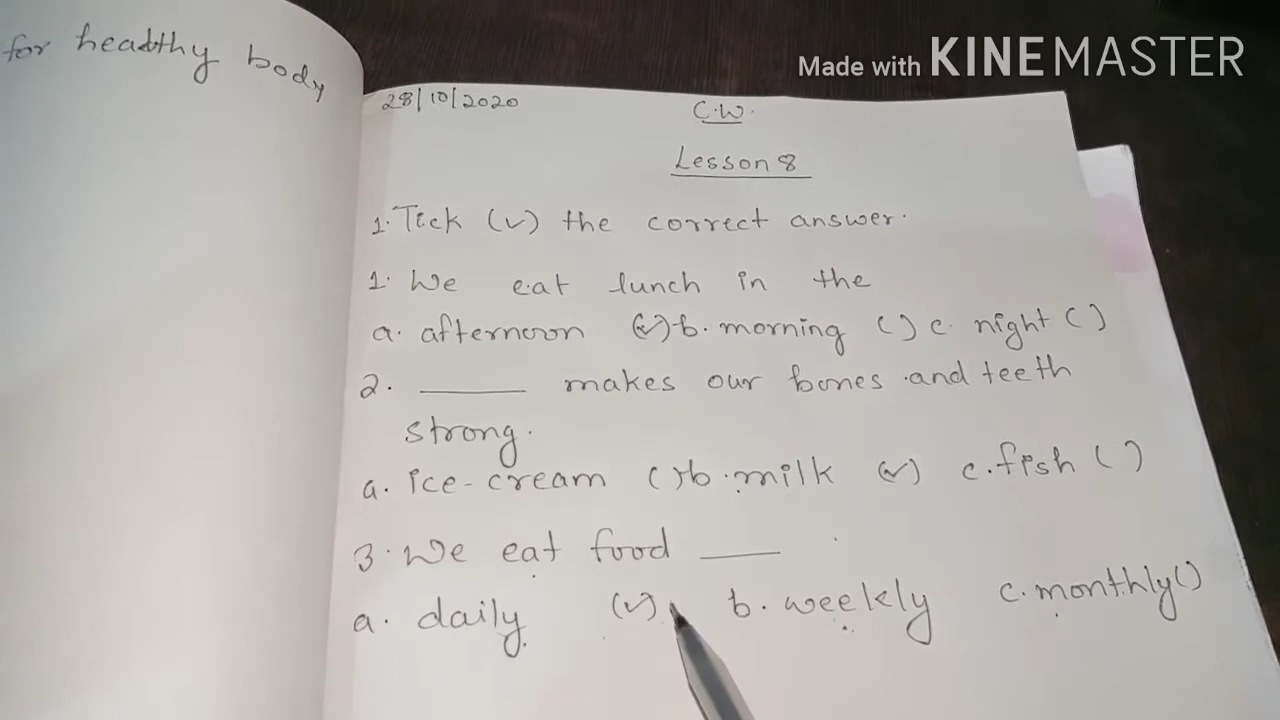 for heabthy body
Made with KINEMASTER
28/10/2020 C.W.
Lesson 8
1. Tick (✓) the correct answer.
1. We eat lunch in the
a. afternoon (✓) b. morning ( ) c. night ( )
2. ______ makes our bones and teeth
strong.
a. ice-cream ( ) b. milk (✓) c. fish ( )
3. We eat food ____
a. daily (✓) b. weekly c. monthly ()